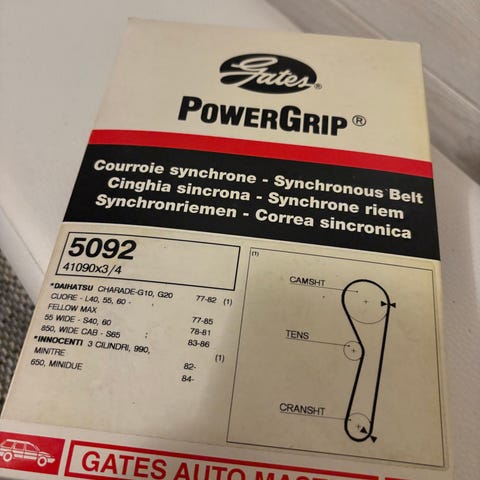 Gates®
POWERGRIP®
Courroie synchrone - Synchronous Belt
Cinghia sincrona - Synchrone riem
Synchronriemen - Correa sincronica
5092
41090x3/4
*DAIHATSU CHARADE-G10, G20 77-82 (1)
CUORE - L40, 55, 60 -
FELLOW MAX 77-85
55 WIDE - S40, 60 78-81
850, WIDE CAB - S65 83-86
*INNOCENTI 3 CILINDRI, 990, (1)
MINITRE 82-
650, MINIDUE 84-
(1)
CAMSHT
TENS
CRANSHT
GATES AUTO